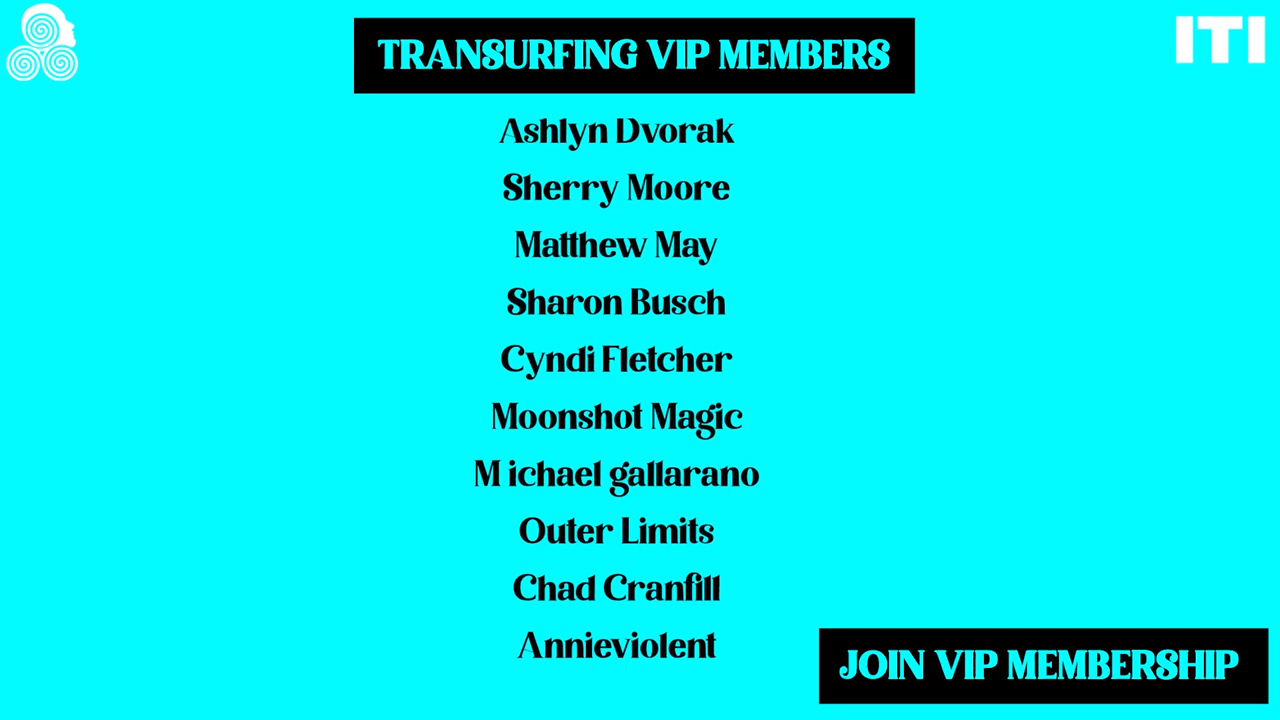 TRANSURFING VIP MEMBERS
ITI
Ashlyn Dvorak
Sherry Moore
Matthew May
Sharon Busch
Cyndi Fletcher
Moonshot Magic
M ichael gallarano
Outer Limits
Chad Cranfill
Annieviolent
JOIN VIP MEMBERSHIP